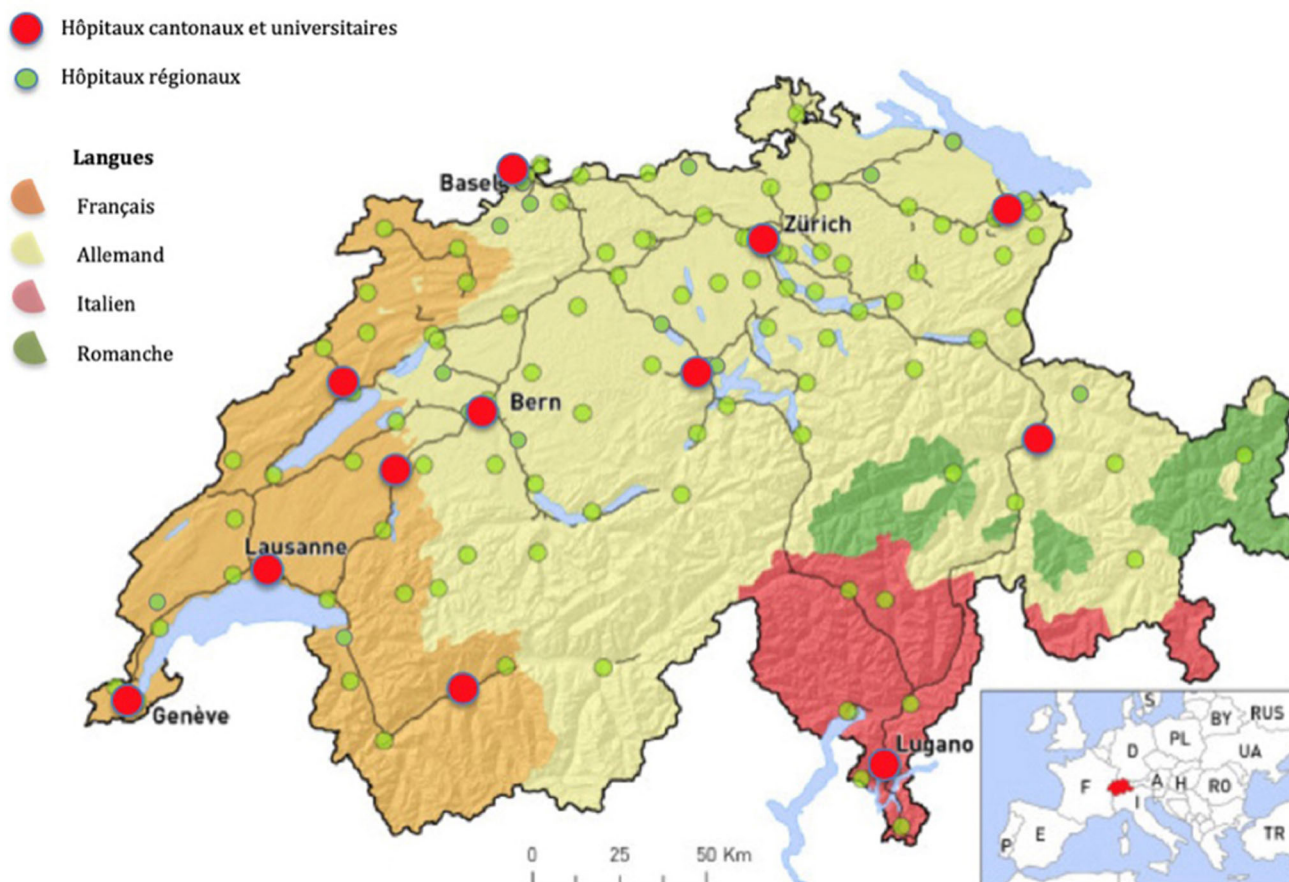 Hôpitaux cantonaux et universitaires
Hôpitaux régionaux
Langues
Français
Allemand
Italien
Romanche
Basel
Zürich
Bern
Lausanne
Genève
Lugano
0 25 50 Km
S
BY
RUS
D
PL
UA
F
A
H
RO
I
E
P
TR